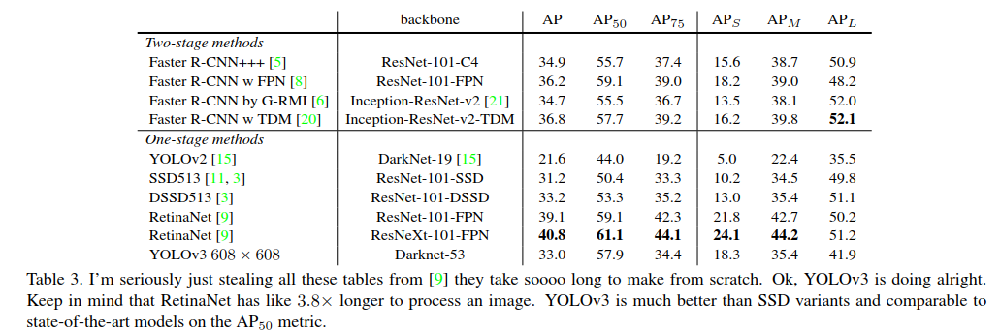 backbone AP AP50 AP75 APS APM APL
Two-stage methods
Faster R-CNN+++ [5] ResNet-101-C4 34.9 55.7 37.4 15.6 38.7 50.9
Faster R-CNN w FPN [8] ResNet-101-FPN 36.2 59.1 39.0 18.2 39.0 48.2
Faster R-CNN by G-RMI [6] Inception-ResNet-v2 [21] 34.7 55.5 36.7 13.5 38.1 52.0
Faster R-CNN w TDM [20] Inception-ResNet-v2-TDM 36.8 57.7 39.2 16.2 39.8 52.1
One-stage methods
YOLOv2 [15] DarkNet-19 [15] 21.6 44.0 19.2 5.0 22.4 35.5
SSD513 [11, 3] ResNet-101-SSD 31.2 50.4 33.3 10.2 34.5 49.8
DSSD513 [3] ResNet-101-DSSD 33.2 53.3 35.2 13.0 35.4 51.1
RetinaNet [9] ResNet-101-FPN 39.1 59.1 42.3 21.8 42.7 50.2
RetinaNet [9] ResNeXt-101-FPN 40.8 61.1 44.1 24.1 44.2 51.2
YOLOv3 608 × 608 Darknet-53 33.0 57.9 34.4 18.3 35.4 41.9
Table 3. I'm seriously just stealing all these tables from [9] they take soooo long to make from scratch. Ok, YOLOv3 is doing alright.
Keep in mind that RetinaNet has like 3.8× longer to process an image. YOLOv3 is much better than SSD variants and comparable to
state-of-the-art models on the AP50 metric.